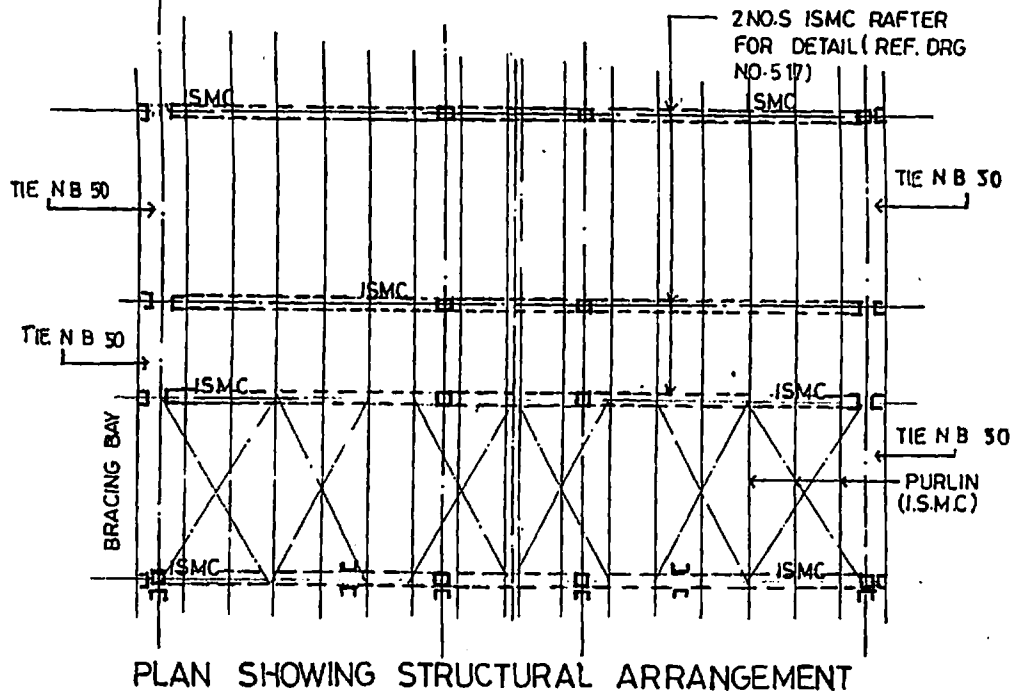 2 NO.S ISMC RAFTER
FOR DETAIL ( REF. DRG
NO-517)
ISMC
SMC
TIE N B 50
TIE N B 50
ISMC
TIE N B 50
ISMC
ISMC
BRACING BAY
TIE N B 50
PURLIN
(I.S.M.C)
ISMC
ISMC
PLAN SHOWING STRUCTURAL ARRANGEMENT